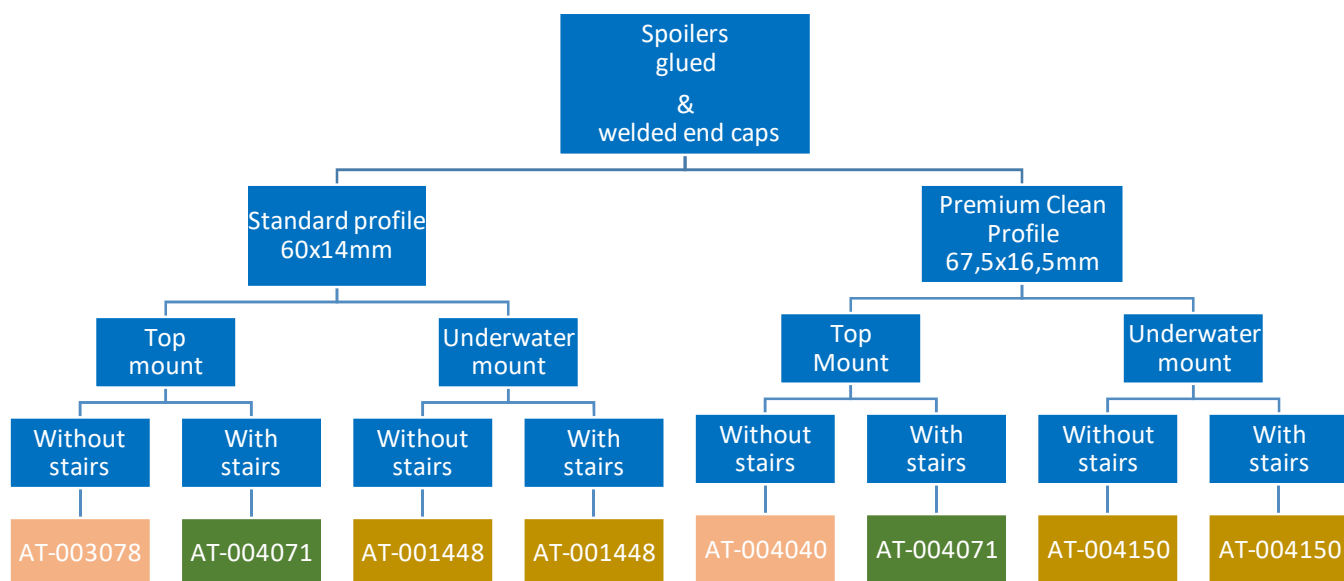 Spoilers
glued
&
welded end caps
Standard profile
60x14mm
Premium Clean
Profile
67,5x16,5mm
Top
mount
Underwater
mount
Top
Mount
Underwater
mount
Without
stairs
With
stairs
Without
stairs
With
stairs
Without
stairs
With
stairs
Without
stairs
With
stairs
AT-003078
AT-004071
AT-001448
AT-001448
AT-004040
AT-004071
AT-004150
AT-004150